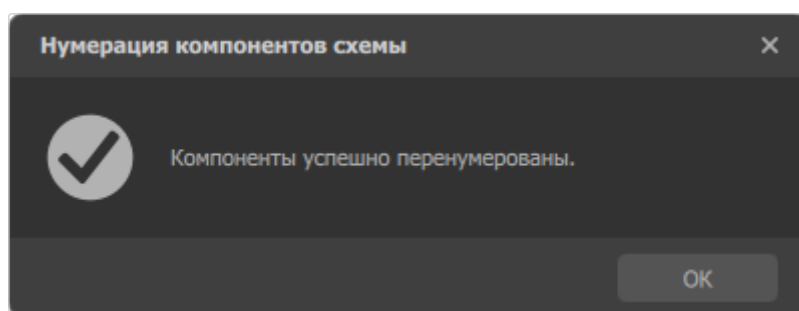 Нумерация компонентов схемы
Компоненты успешно перенумерованы.
OK